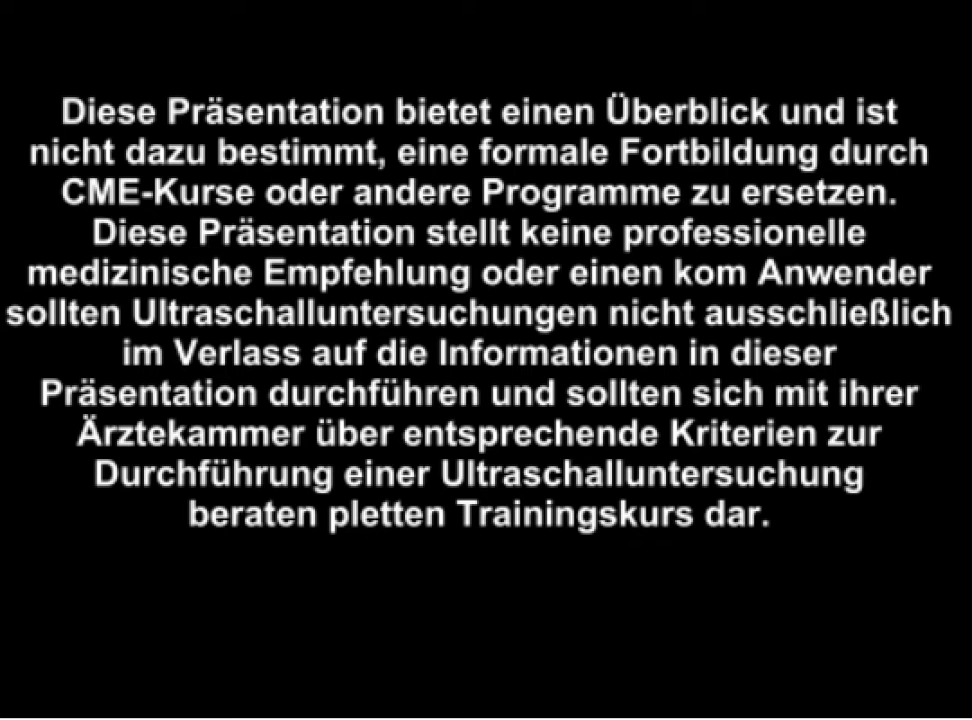 Diese Präsentation bietet einen Überblick und ist
nicht dazu bestimmt, eine formale Fortbildung durch
CME-Kurse oder andere Programme zu ersetzen.
Diese Präsentation stellt keine professionelle
medizinische Empfehlung oder einen kom Anwender
sollten Ultraschalluntersuchungen nicht ausschließlich
im Verlass auf die Informationen in dieser
Präsentation durchführen und sollten sich mit ihrer
Ärztekammer über entsprechende Kriterien zur
Durchführung einer Ultraschalluntersuchung
beraten pletten Trainingskurs dar.